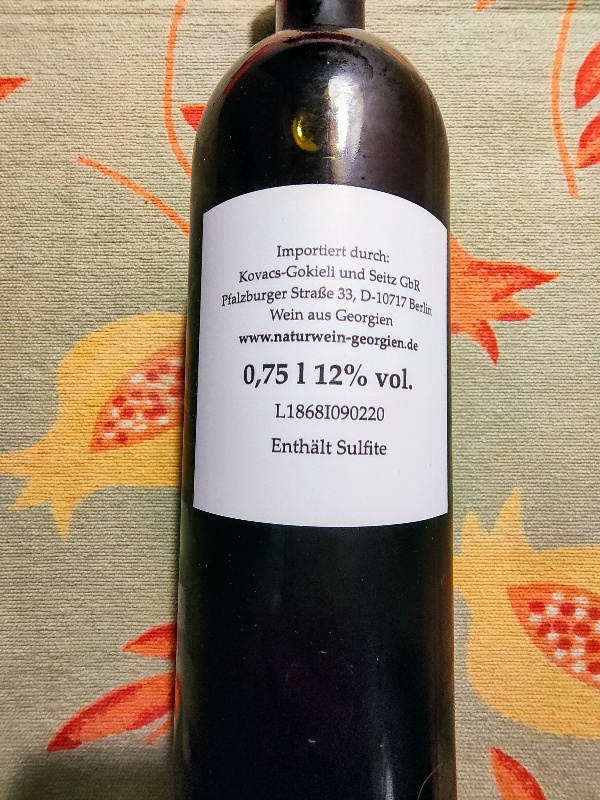 Importiert durch:
Kovacs-Gokieli und Seitz GbR
Pfalzburger Straße 33, D-10717 Berlin
Wein aus Georgien
www.naturwein-georgien.de
0,75 l 12% vol.
L1868I090220
Enthält Sulfite